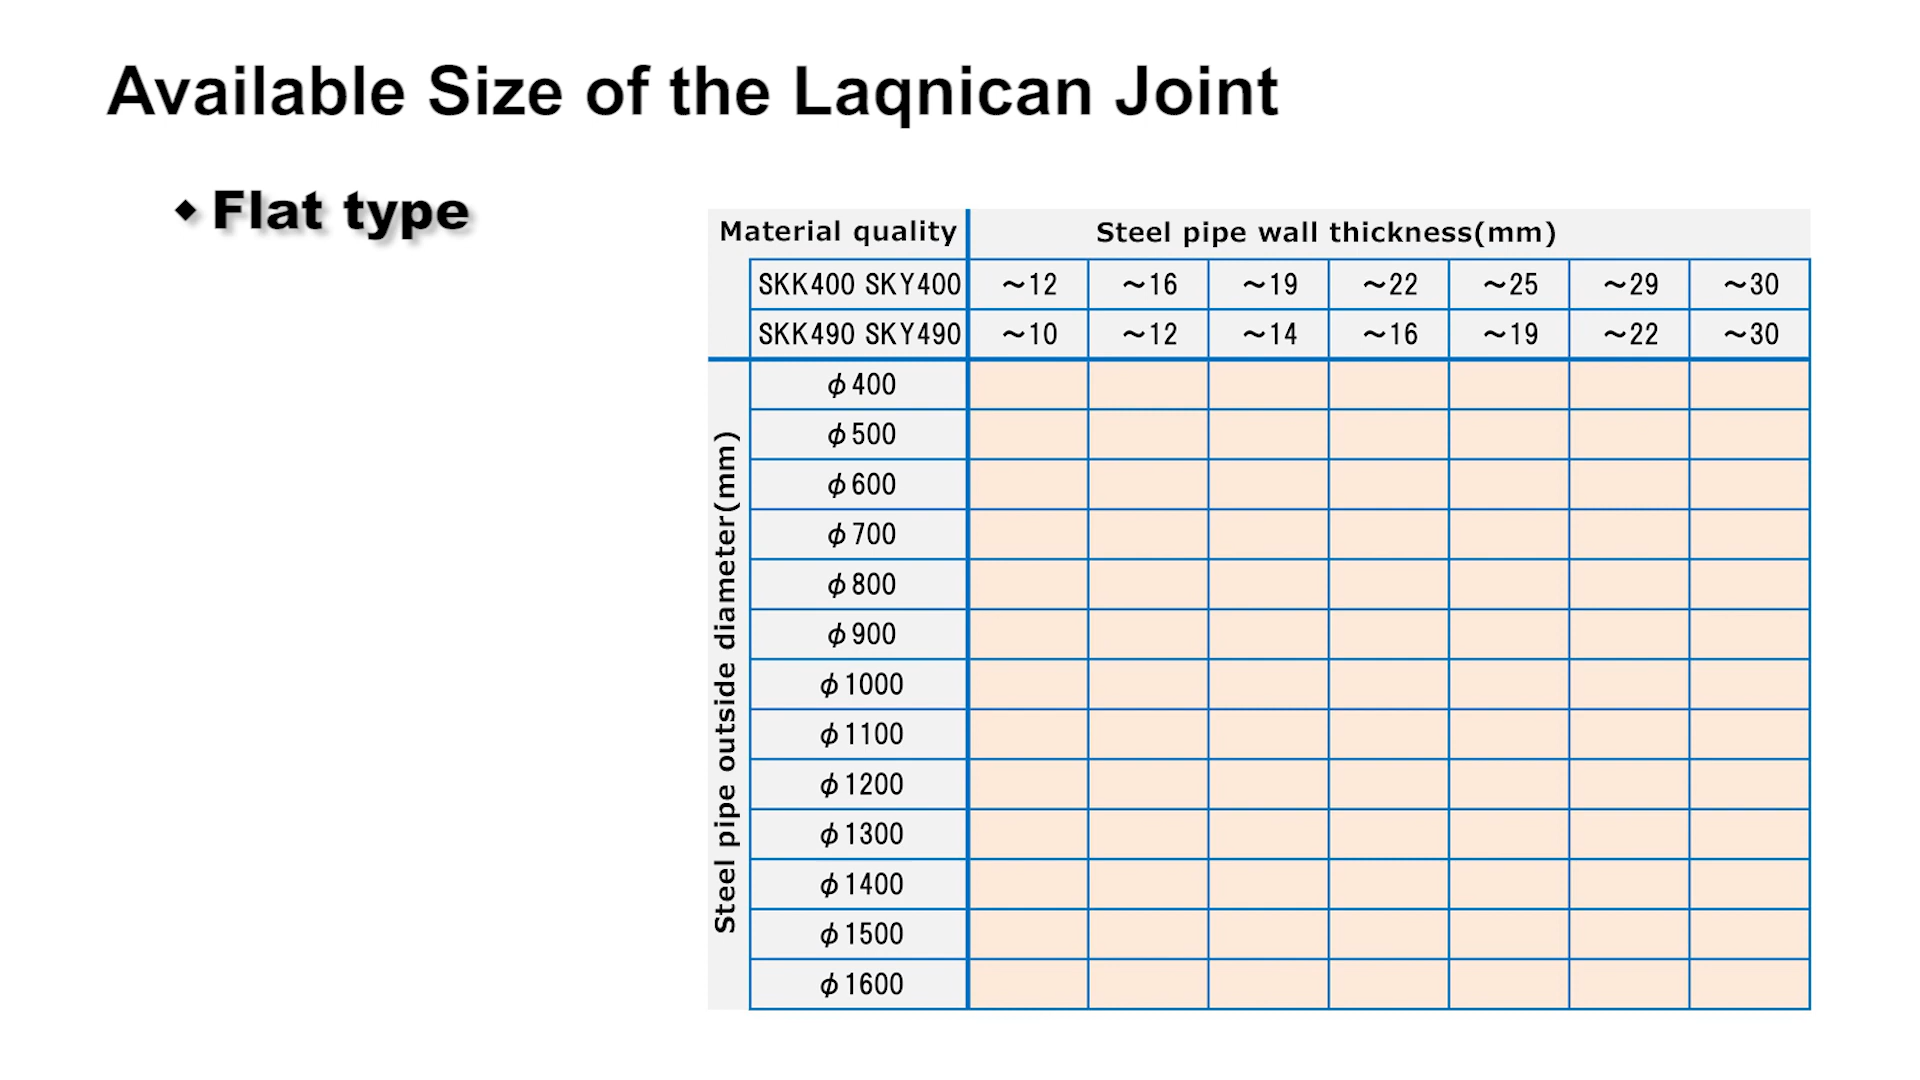 Available Size of the Laqnican Joint
◆ Flat type
Material quality Steel pipe wall thickness(mm)
SKK400 SKY400 ～12 ～16 ～19 ～22 ～25 ～29 ～30
SKK490 SKY490 ～10 ～12 ～14 ～16 ～19 ～22 ～30
Steel pipe outside diameter(mm)
φ400
φ500
φ600
φ700
φ800
φ900
φ1000
φ1100
φ1200
φ1300
φ1400
φ1500
φ1600